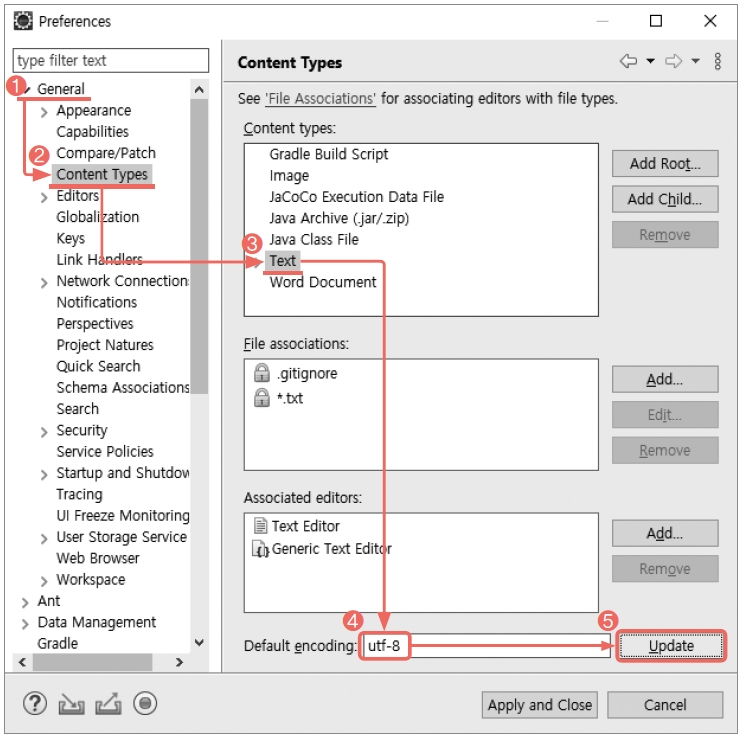 Preferences
type filter text
1
General
Appearance
Capabilities
2
Compare/Patch
Content Types
Editors
Globalization
Keys
Link Handlers
Network Connection
Notifications
Perspectives
Project Natures
Quick Search
Schema Associations
Search
Security
Service Policies
Startup and Shutdow
Tracing
UI Freeze Monitoring
User Storage Service
Web Browser
Workspace
Ant
Data Management
Gradle
Content Types
See 'File Associations' for associating editors with file types.
Content types:
Gradle Build Script
Image
JaCoCo Execution Data File
Java Archive (.jar/.zip)
Java Class File
3
Text
Word Document
Add Root...
Add Child...
Remove
File associations:
.gitignore
*.txt
Add...
Edit...
Remove
Associated editors:
Text Editor
Generic Text Editor
Add...
Remove
4
5
Default encoding: utf-8 Update
? Apply and Close Cancel